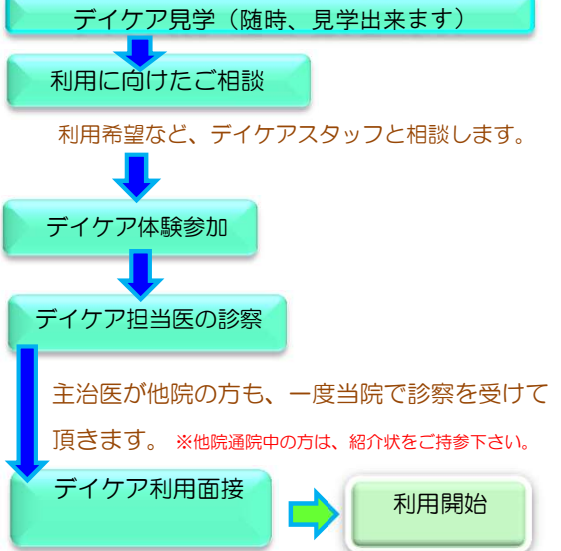 デイケア見学（随時、見学出来ます）
利用に向けたご相談
利用希望など、デイケアスタッフと相談します。
デイケア体験参加
デイケア担当医の診察
主治医が他院の方も、一度当院で診察を受けて
頂きます。 ※他院通院中の方は、紹介状をご持参下さい。
デイケア利用面接
利用開始